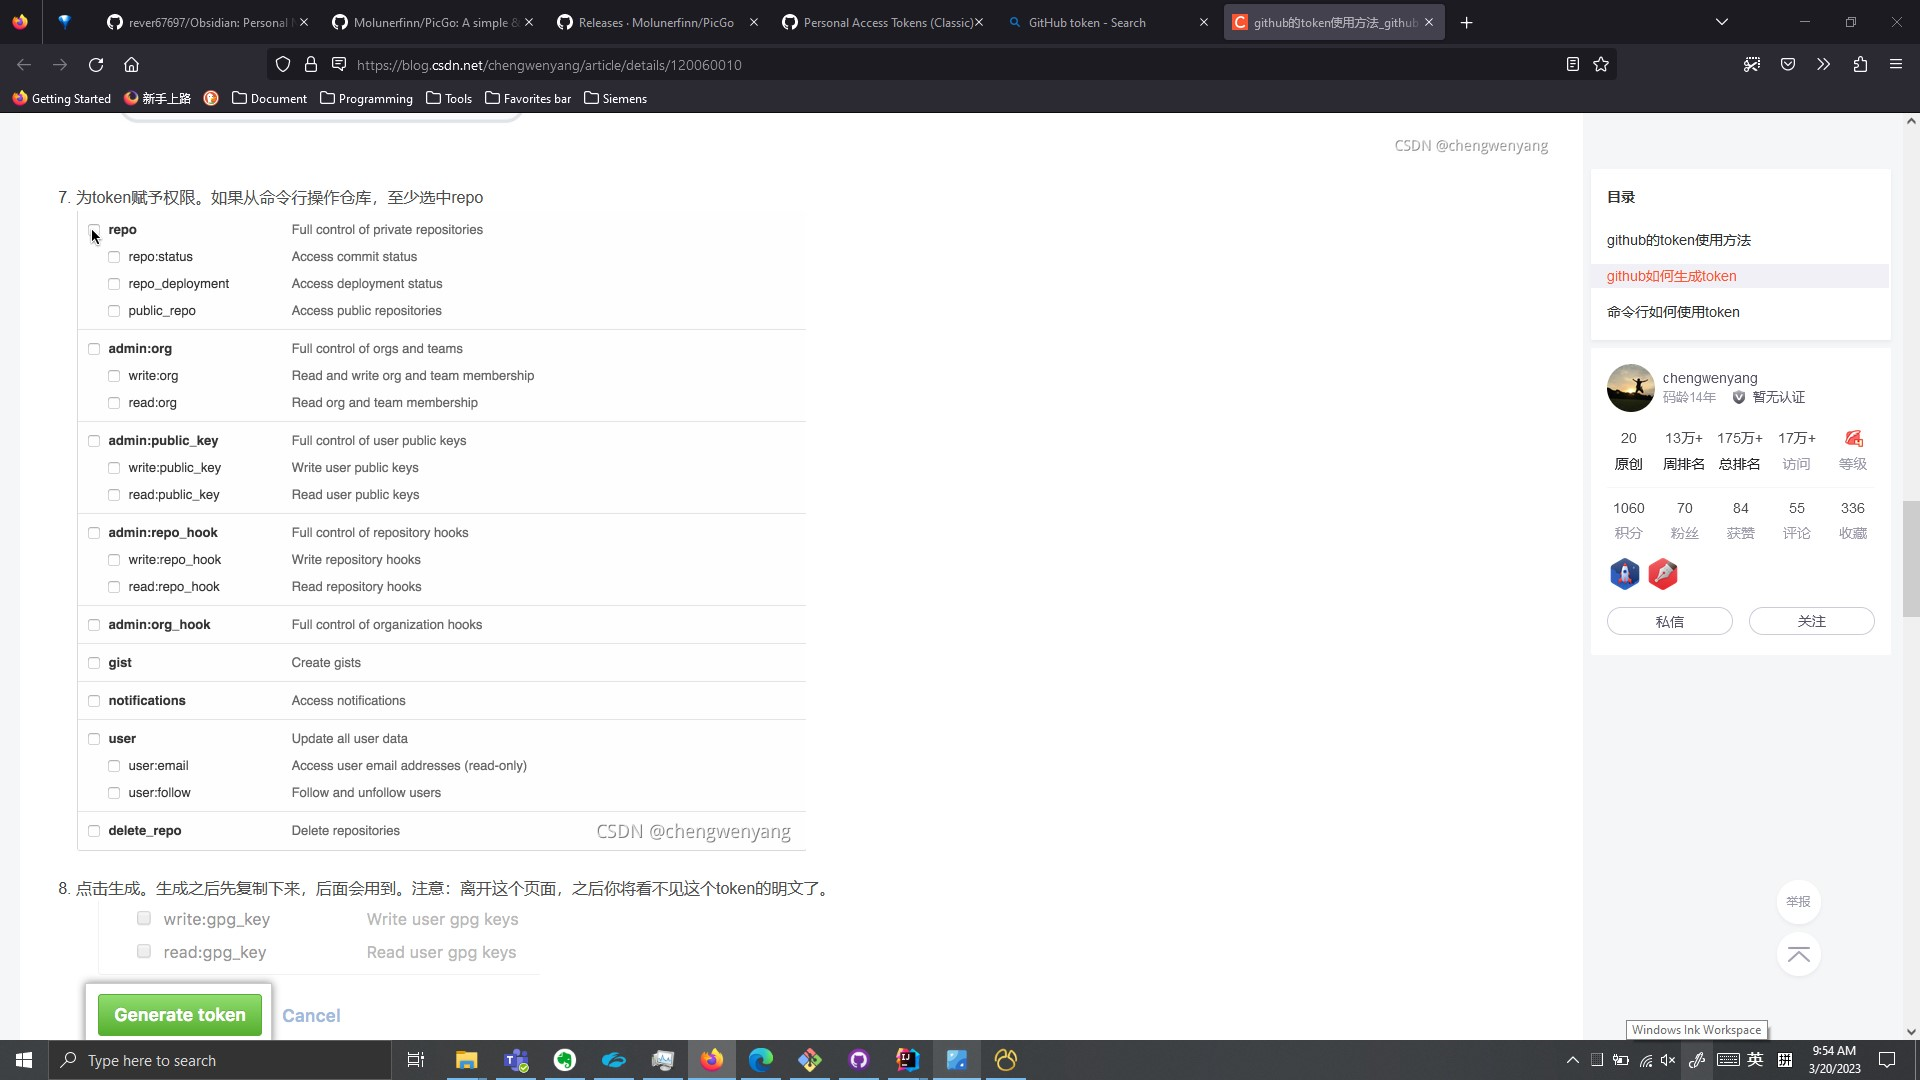 rever67697/Obsidian: Personal
Molunerfinn/PicGo: A simple &
Releases · Molunerfinn/PicGo
Personal Access Tokens (Classic)
GitHub token - Search
github的token使用方法_github
https://blog.csdn.net/chengwenyang/article/details/120060010
Getting Started
新手上路
Document
Programming
Tools
Favorites bar
Siemens
CSDN @chengwenyang
7. 为token赋予权限。如果从命令行操作仓库，至少选中repo
repo Full control of private repositories
repo:status Access commit status
repo_deployment Access deployment status
public_repo Access public repositories
admin:org Full control of orgs and teams
write:org Read and write org and team membership
read:org Read org and team membership
admin:public_key Full control of user public keys
write:public_key Write user public keys
read:public_key Read user public keys
admin:repo_hook Full control of repository hooks
write:repo_hook Write repository hooks
read:repo_hook Read repository hooks
admin:org_hook Full control of organization hooks
gist Create gists
notifications Access notifications
user Update all user data
user:email Access user email addresses (read-only)
user:follow Follow and unfollow users
delete_repo Delete repositories
CSDN @chengwenyang
8. 点击生成。生成之后先复制下来，后面会用到。注意：离开这个页面，之后你将看不见这个token的明文了。
write:gpg_key Write user gpg keys
read:gpg_key Read user gpg keys
Generate token Cancel
目录
github的token使用方法
github如何生成token
命令行如何使用token
chengwenyang
码龄14年 暂无认证
20 13万+ 175万+ 17万+
原创 周排名 总排名 访问 等级
1060 70 84 55 336
积分 粉丝 获赞 评论 收藏
私信 关注
举报
Windows Ink Workspace
Type here to search
英
拼
9:54 AM
3/20/2023